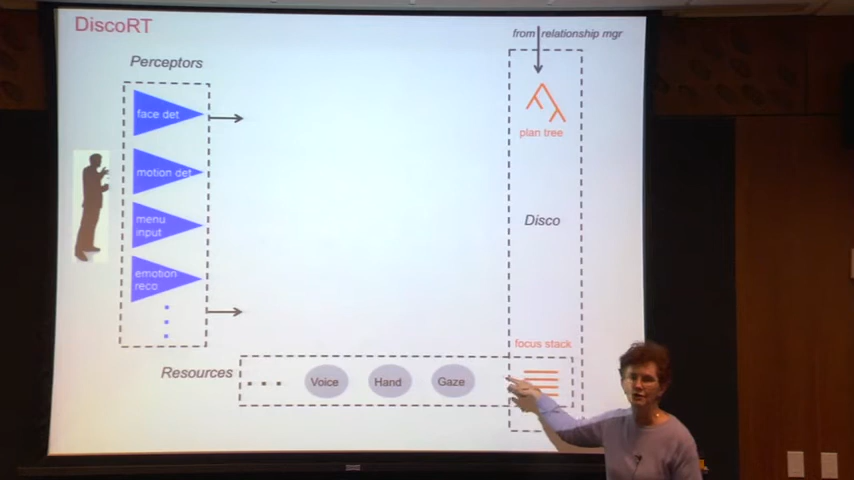 DiscoRT
from relationship mgr
Perceptors
face det
plan tree
motion det
menu
input
Disco
emotion
reco
focus stack
Resources
Voice
Hand
Gaze